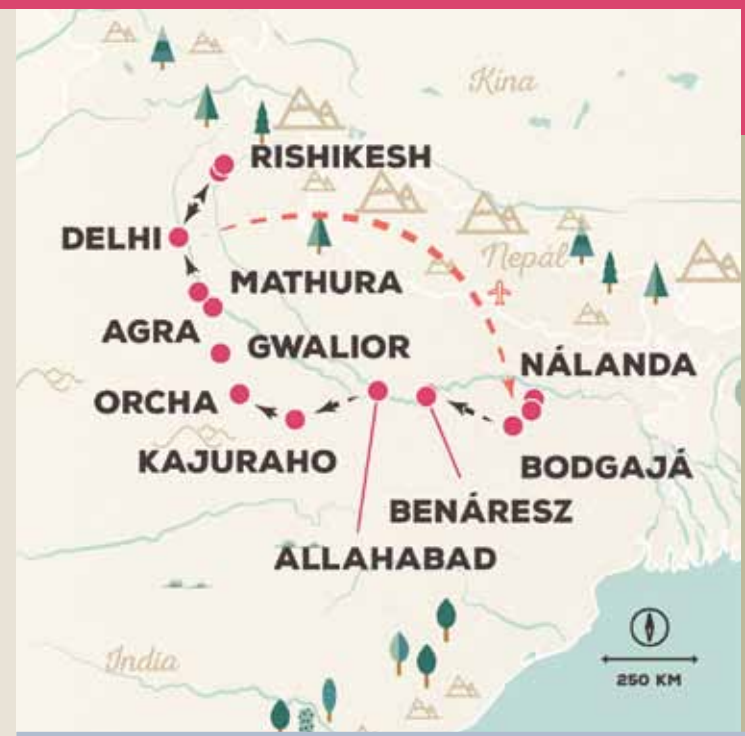 Kína
RISHIKESH
DELHI
Nepál
MATHURA
AGRA
GWALIOR
NÁLANDA
ORCHA
KAJURAHO
BODGAJÁ
BENÁRESZ
ALLAHABAD
India
250 KM